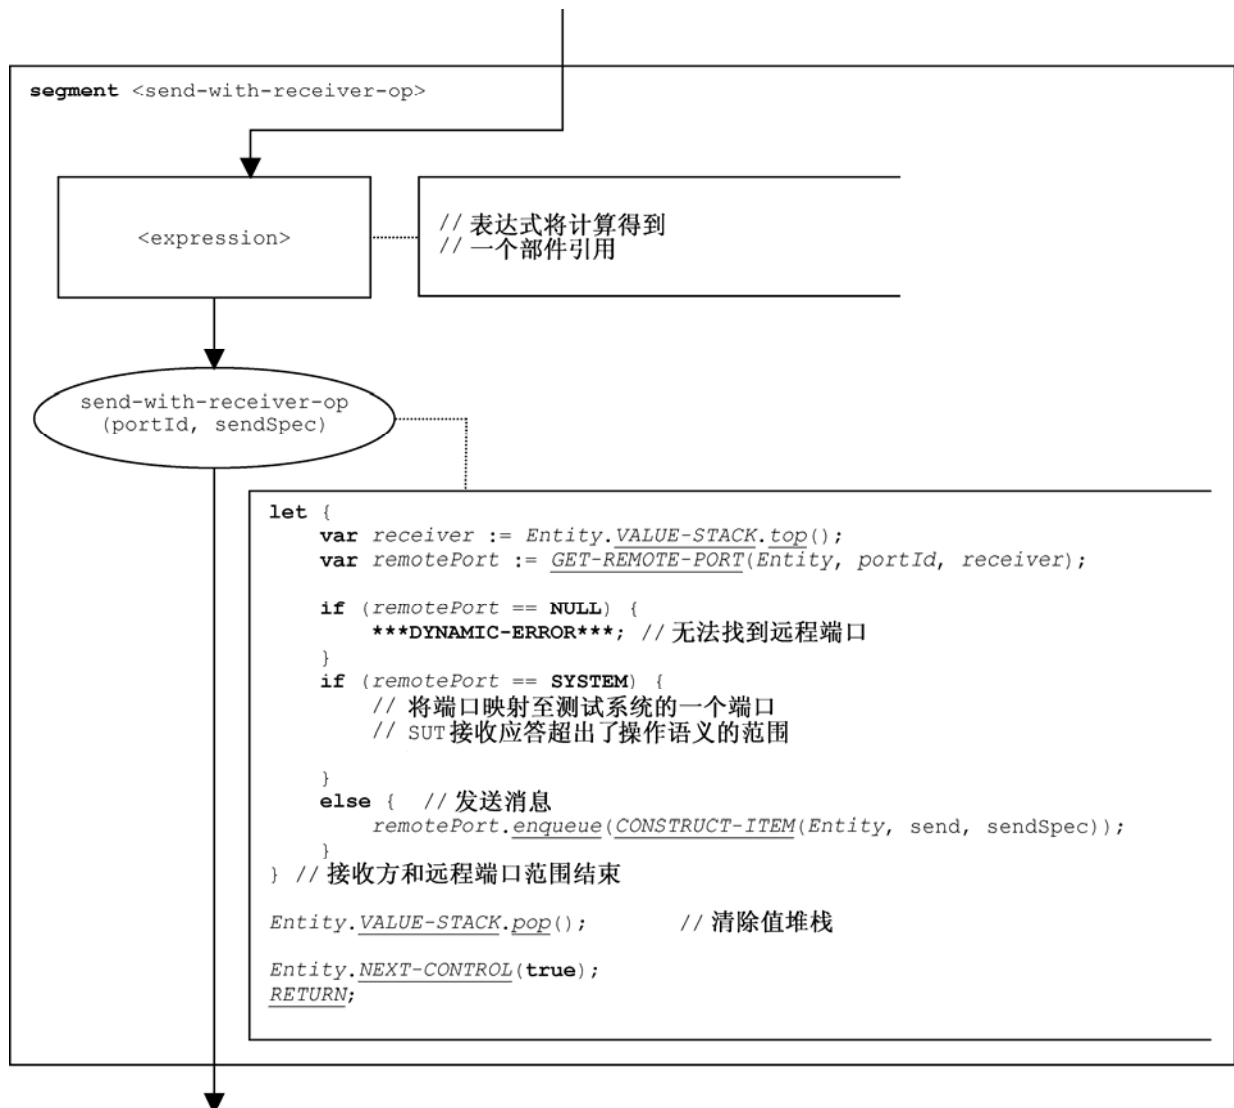 segment <send-with-receiver-op>
<expression>
// 表达式将计算得到
// 一个部件引用
send-with-receiver-op
(portId, sendSpec)
let {
var receiver := Entity.VALUE-STACK.top();
var remotePort := GET-REMOTE-PORT(Entity, portId, receiver);
if (remotePort == NULL) {
***DYNAMIC-ERROR***; // 无法找到远程端口
}
if (remotePort == SYSTEM) {
// 将端口映射至测试系统的一个端口
// SUT接收应答超出了操作语义的范围
}
else { // 发送消息
remotePort.enqueue(CONSTRUCT-ITEM(Entity, send, sendSpec));
}
} // 接收方和远程端口范围结束
Entity.VALUE-STACK.pop(); // 清除值堆栈
Entity.NEXT-CONTROL(true);
RETURN;